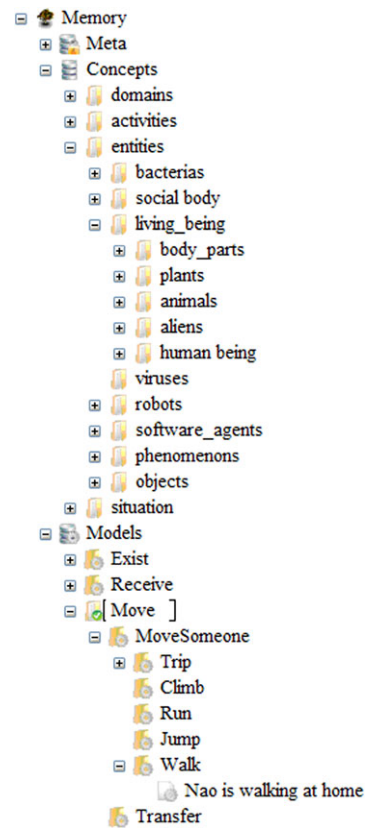 Memory
Meta
Concepts
domains
activities
entities
bacterias
social body
living_being
body_parts
plants
animals
aliens
human being
viruses
robots
software_agents
phenomenons
objects
situation
Models
Exist
Receive
[ Move ]
MoveSomeone
Trip
Climb
Run
Jump
Walk
Nao is walking at home
Transfer